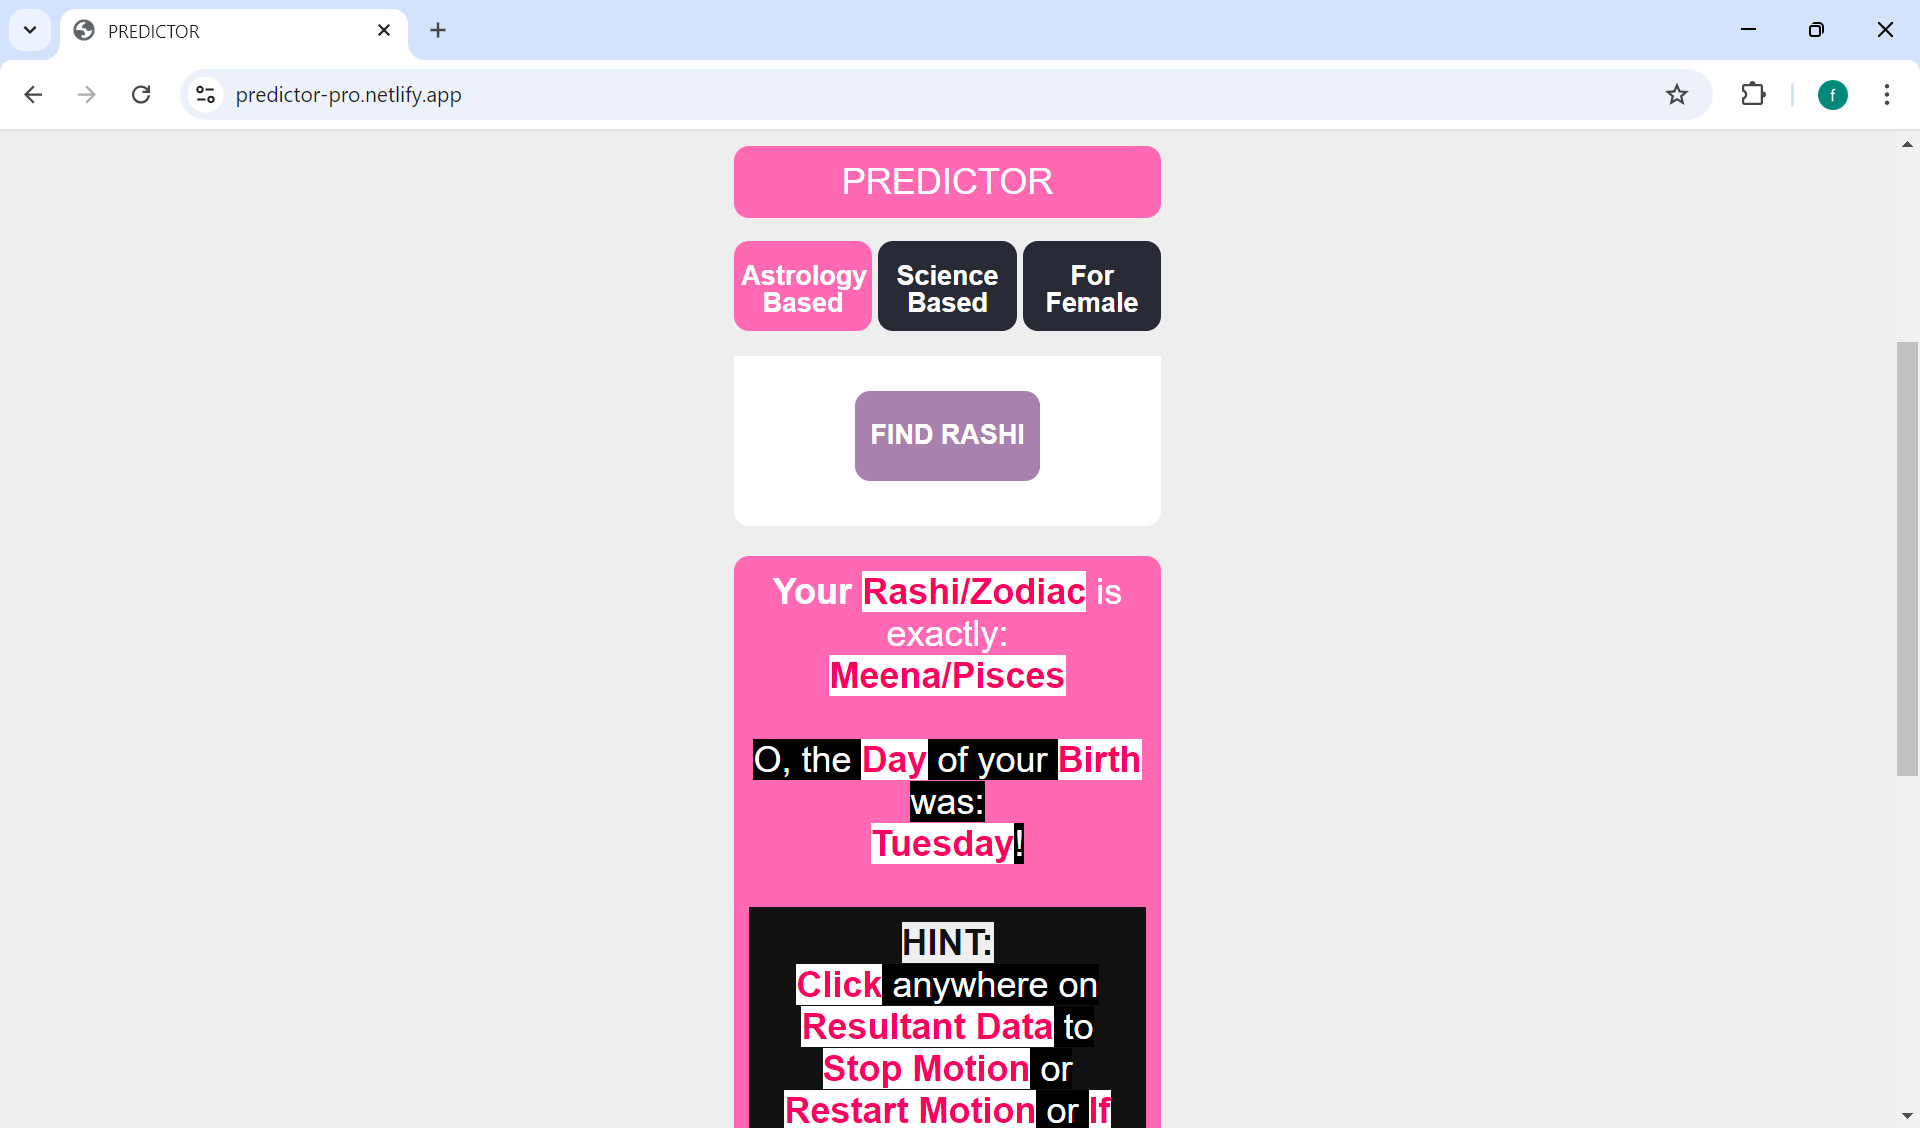 PREDICTOR
predictor-pro.netlify.app
f
PREDICTOR
Astrology
Based
Science
Based
For
Female
FIND RASHI
Your Rashi/Zodiac is
exactly:
Meena/Pisces
O, the Day of your Birth
was:
Tuesday!
HINT:
Click anywhere on
Resultant Data to
Stop Motion or
Restart Motion or If